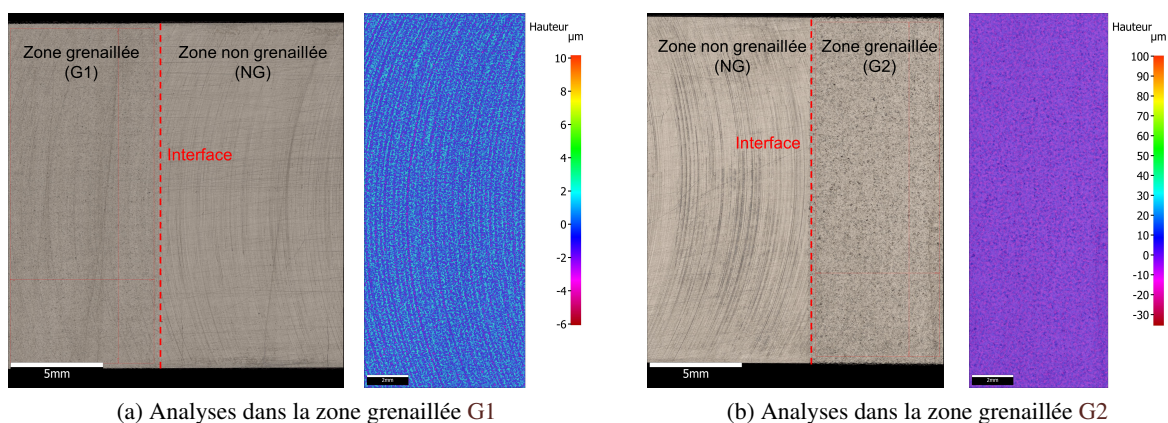 Zone grenaillée
(G1)
Zone non grenaillée
(NG)
Interface
5mm
Hauteur
µm
10
8
6
4
2
0
-2
-4
-6
2mm
(a) Analyses dans la zone grenaillée G1
Zone non grenaillée
(NG)
Zone grenaillée
(G2)
Interface
5mm
Hauteur
µm
100
90
80
70
60
50
40
30
20
10
0
-10
-20
-30
2mm
(b) Analyses dans la zone grenaillée G2